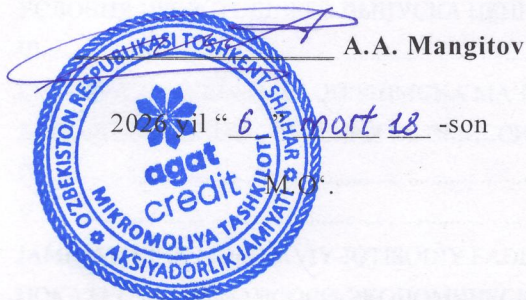 A.A. Mangitov
2026 yil “ 6 ” mart 18 -son
M.O‘.
O‘ZBEKISTON RESPUBLIKASI TOSHKENT SHAHAR
MIKROMOLIYA TASHKILOTI
AKSIYADORLIK JAMIYATI
agat
credit